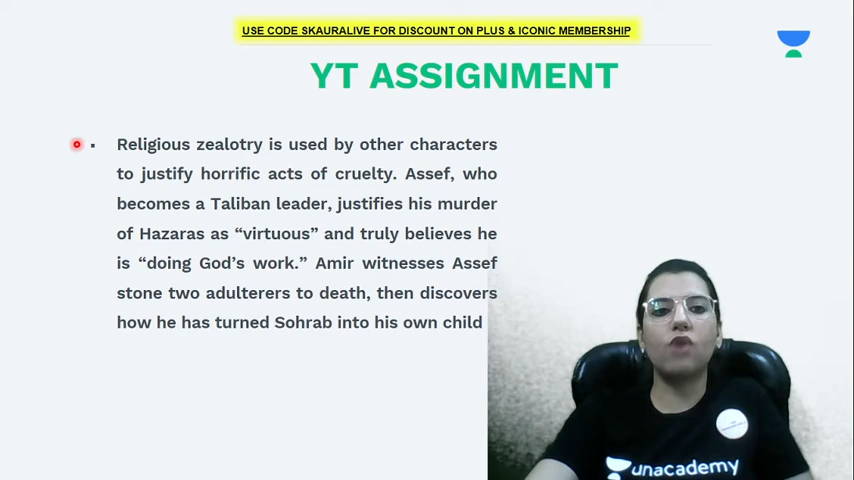 USE CODE SKAURALIVE FOR DISCOUNT ON PLUS & ICONIC MEMBERSHIP
YT ASSIGNMENT
▪ Religious zealotry is used by other characters
to justify horrific acts of cruelty. Assef, who
becomes a Taliban leader, justifies his murder
of Hazaras as “virtuous” and truly believes he
is “doing God’s work.” Amir witnesses Assef
stone two adulterers to death, then discovers
how he has turned Sohrab into his own child
unacademy